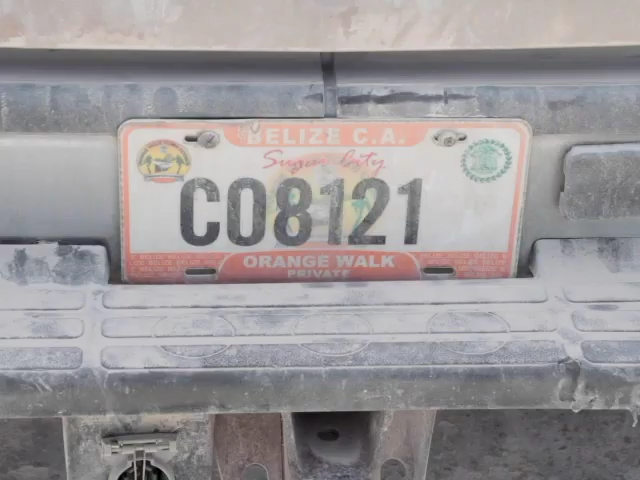 BELIZE C.A.
Sugar City
C08121
ORANGE WALK
PRIVATE